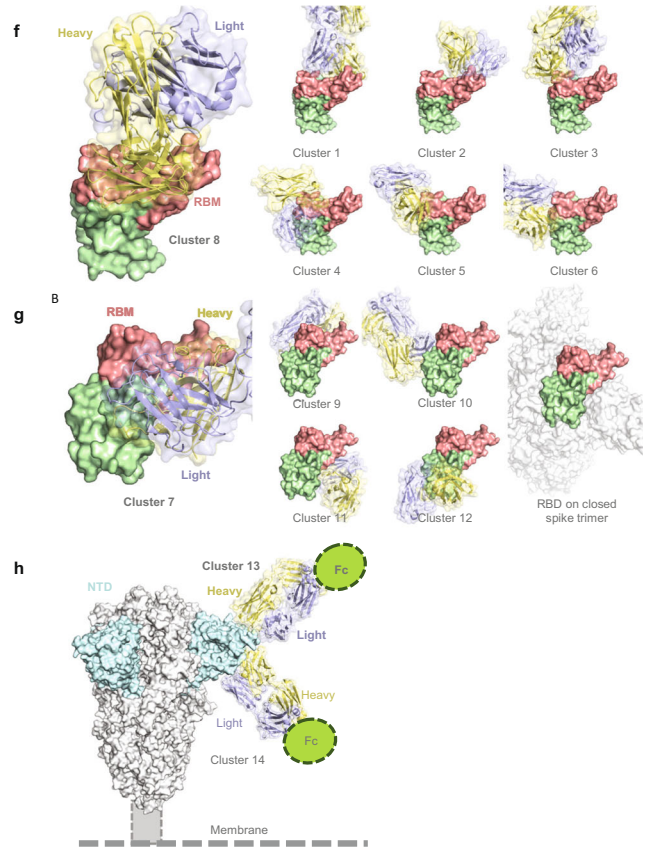 f
Heavy
Light
RBM
Cluster 8
Cluster 1
Cluster 2
Cluster 3
Cluster 4
Cluster 5
Cluster 6
B
g
RBM
Heavy
Light
Cluster 7
Cluster 9
Cluster 10
Cluster 11
Cluster 12
RBD on closed
spike trimer
h
NTD
Cluster 13
Heavy
Fc
Light
Heavy
Light
Fc
Cluster 14
Membrane